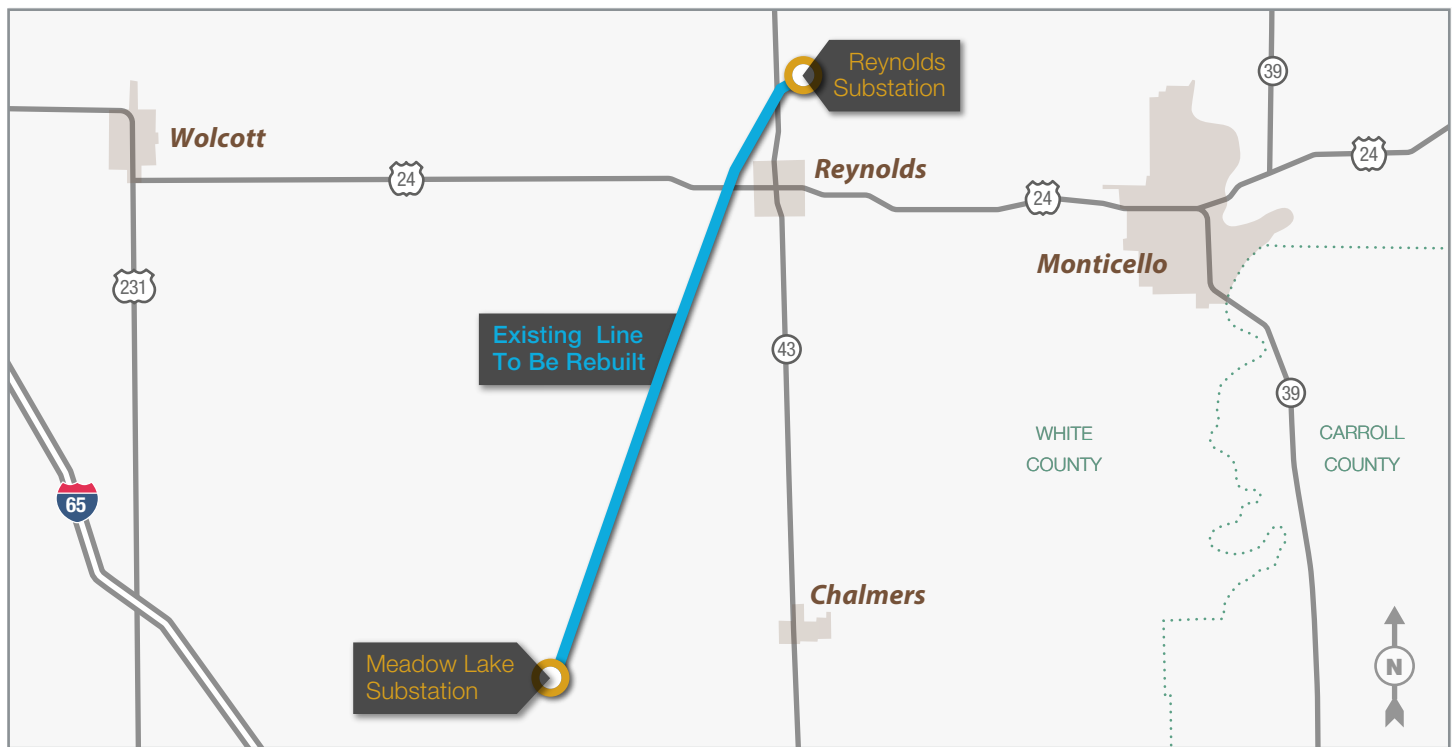 Reynolds
Substation
39
Wolcott
24
Reynolds
24
24
Monticello
231
Existing Line
To Be Rebuilt
43
39
WHITE
COUNTY
CARROLL
COUNTY
65
Chalmers
Meadow Lake
Substation
N